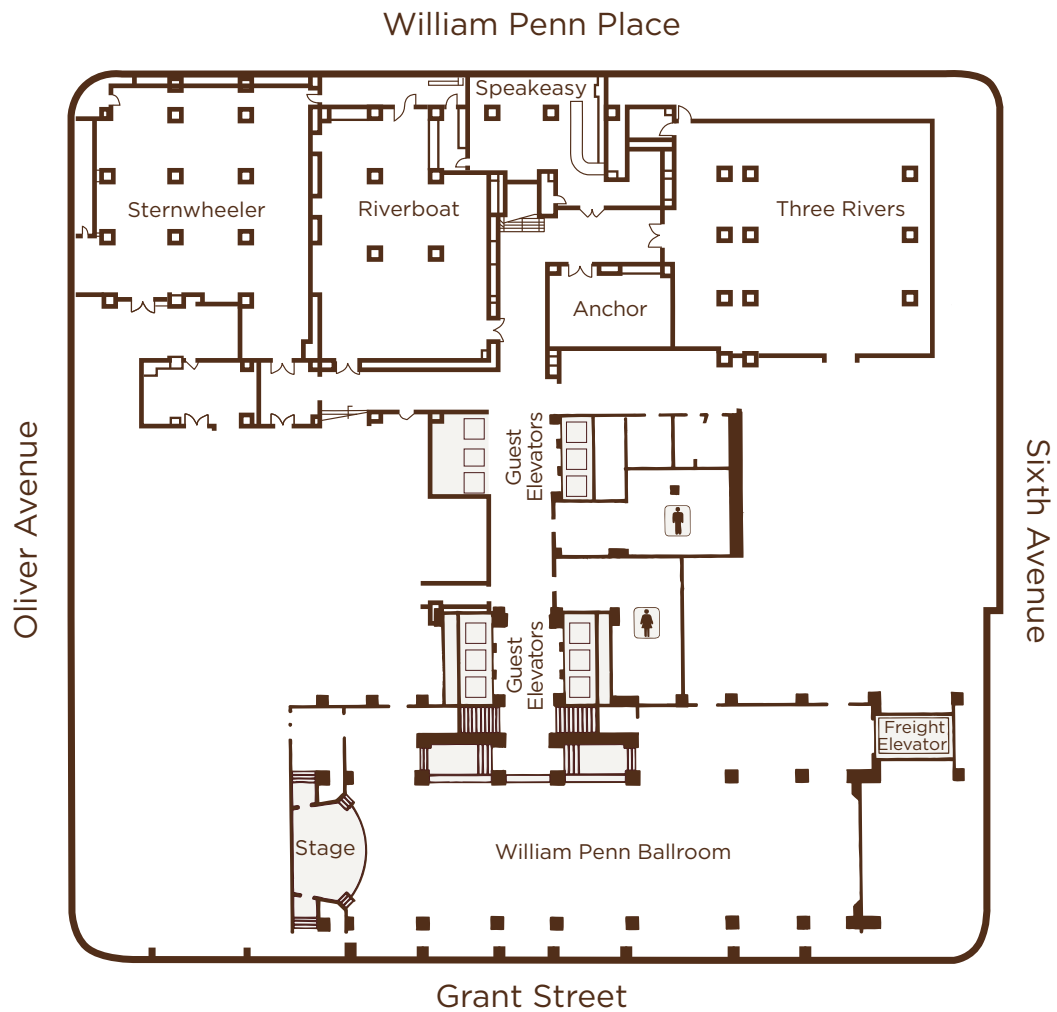 William Penn Place
Speakeasy
Sternwheeler
Riverboat
Three Rivers
Anchor
Guest
Elevators
Oliver Avenue
Sixth Avenue
Guest
Elevators
Freight
Elevator
Stage
William Penn Ballroom
Grant Street